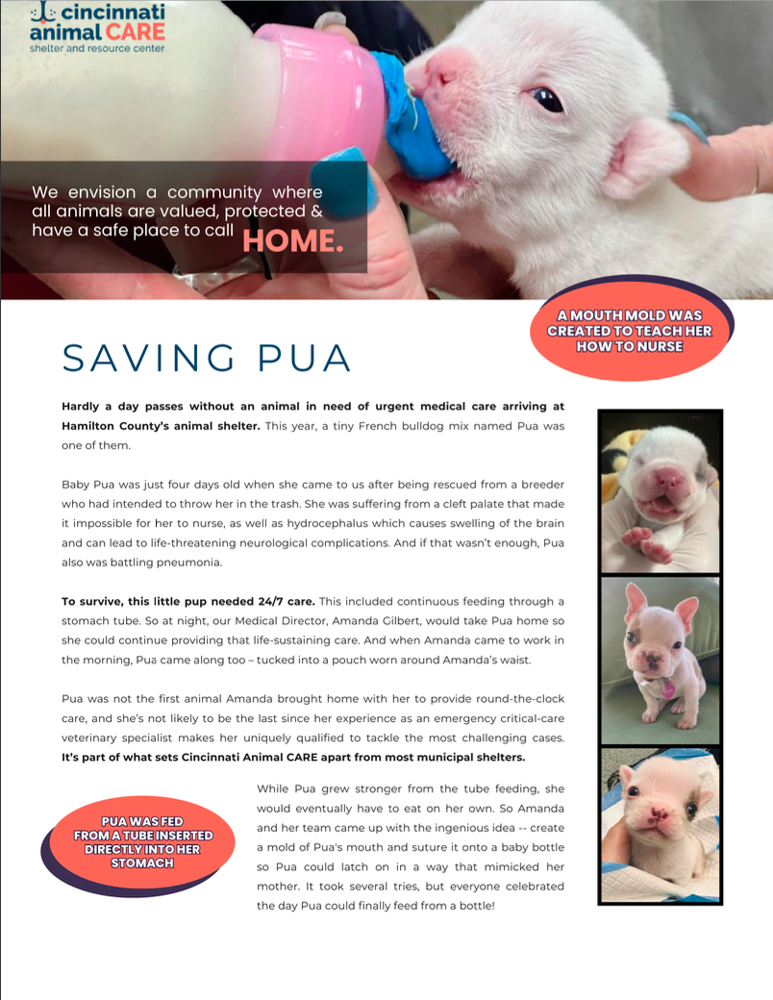 cincinnati
animal CARE
shelter and resource center
We envision a community where
all animals are valued, protected &
have a safe place to call HOME.
A MOUTH MOLD WAS
CREATED TO TEACH HER
HOW TO NURSE
SAVING PUA
Hardly a day passes without an animal in need of urgent medical care arriving at
Hamilton County's animal shelter. This year, a tiny French bulldog mix named Pua was
one of them.
Baby Pua was just four days old when she came to us after being rescued from a breeder
who had intended to throw her in the trash. She was suffering from a cleft palate that made
it impossible for her to nurse, as well as hydrocephalus which causes swelling of the brain
and can lead to life-threatening neurological complications. And if that wasn't enough, Pua
also was battling pneumonia.
To survive, this little pup needed 24/7 care. This included continuous feeding through a
stomach tube. So at night, our Medical Director, Amanda Gilbert, would take Pua home so
she could continue providing that life-sustaining care. And when Amanda came to work in
the morning, Pua came along too – tucked into a pouch worn around Amanda's waist.
Pua was not the first animal Amanda brought home with her to provide round-the-clock
care, and she's not likely to be the last since her experience as an emergency critical-care
veterinary specialist makes her uniquely qualified to tackle the most challenging cases.
It's part of what sets Cincinnati Animal CARE apart from most municipal shelters.
While Pua grew stronger from the tube feeding, she
would eventually have to eat on her own. So Amanda
and her team came up with the ingenious idea -- create
a mold of Pua's mouth and suture it onto a baby bottle
so Pua could latch on in a way that mimicked her
mother. It took several tries, but everyone celebrated
the day Pua could finally feed from a bottle!
PUA WAS FED
FROM A TUBE INSERTED
DIRECTLY INTO HER
STOMACH